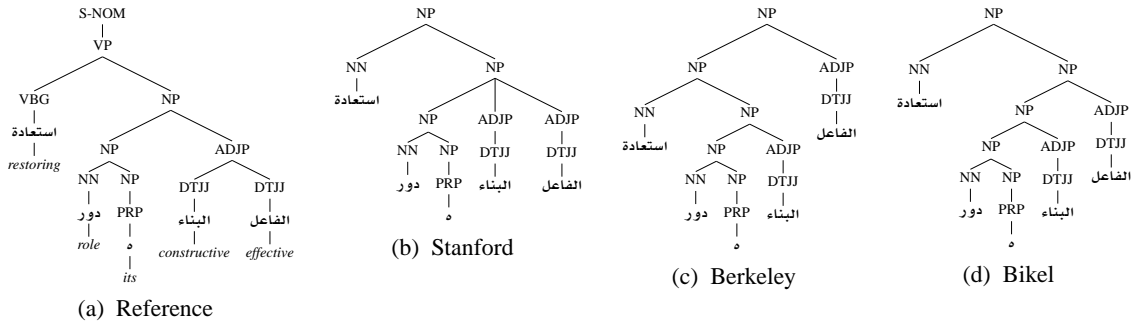 S-NOM
VP
VBG NP
استعادة
restoring
NP ADJP
NN NP DTJJ DTJJ
دور PRP البناء الفاعل
role ه constructive effective
its
(a) Reference
NP
NN NP
استعادة
NP ADJP ADJP
NN NP DTJJ DTJJ
دور PRP البناء الفاعل
ه
(b) Stanford
NP
NP ADJP
NN NP DTJJ
استعادة الفاعل
NP ADJP
NN NP DTJJ
دور PRP البناء
ه
(c) Berkeley
NP
NN NP
استعادة
NP ADJP
NP ADJP DTJJ
NN NP DTJJ الفاعل
دور PRP البناء
ه
(d) Bikel